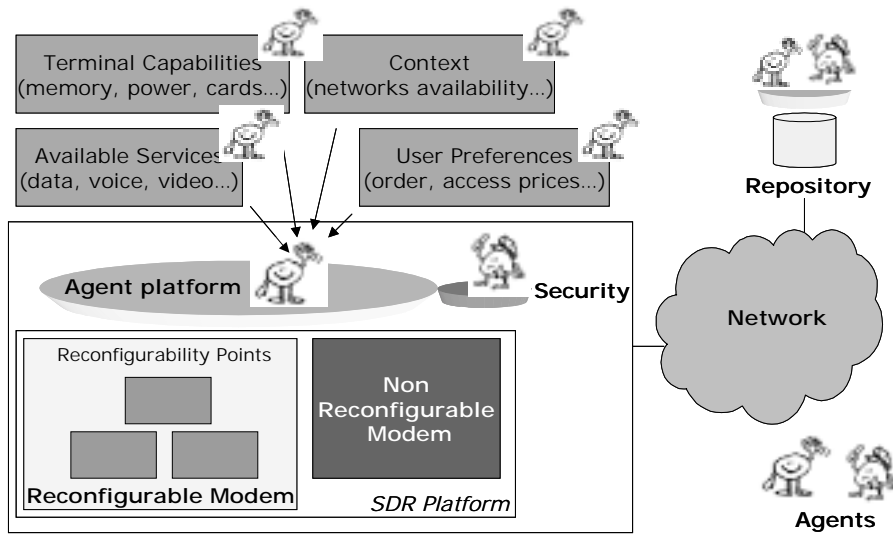 Terminal Capabilities
(memory, power, cards...)
Context
(networks availability...)
Available Services
(data, voice, video...)
User Preferences
(order, access prices...)
Repository
Agent platform
Security
Network
Reconfigurability Points
Non
Reconfigurable
Modem
Reconfigurable Modem
SDR Platform
Agents